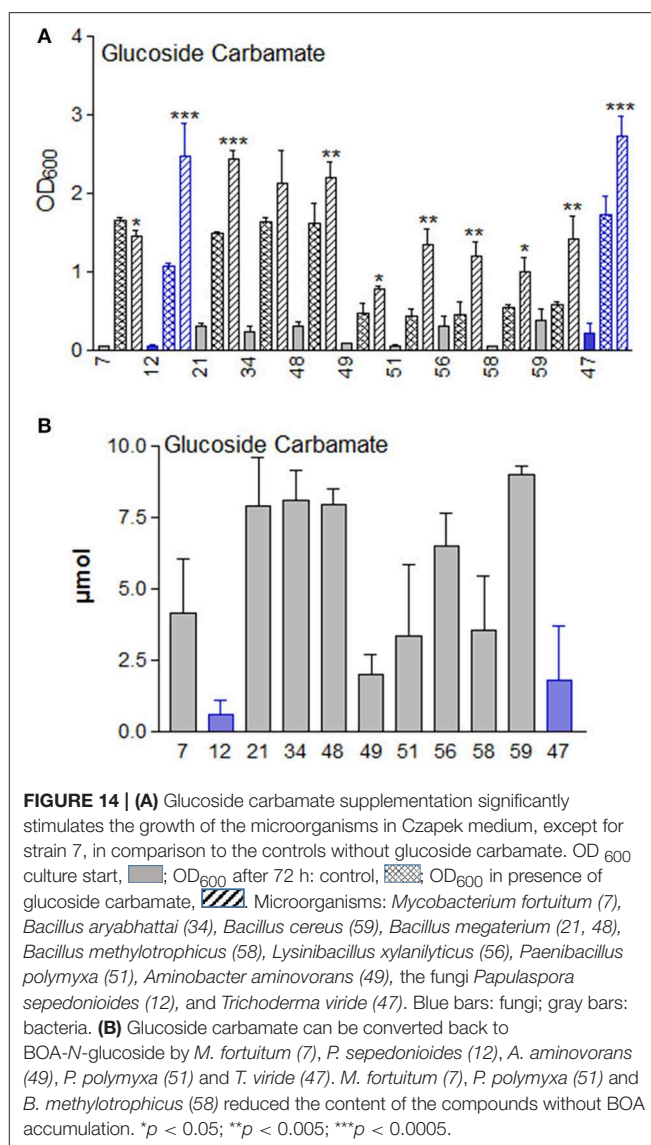 A
Glucoside Carbamate
4
3
2
1
0
OD600
*
***
***
**
*
**
**
*
**
***
7 12 21 34 48 49 51 56 58 59 47
B
Glucoside Carbamate
10.0
7.5
5.0
2.5
0.0
µmol
7 12 21 34 48 49 51 56 58 59 47
FIGURE 14 | (A) Glucoside carbamate supplementation significantly
stimulates the growth of the microorganisms in Czapek medium, except for
strain 7, in comparison to the controls without glucoside carbamate. OD 600
culture start, ; OD600 after 72 h: control, ; OD600 in presence of
glucoside carbamate, . Microorganisms: Mycobacterium fortuitum (7),
Bacillus aryabhattai (34), Bacillus cereus (59), Bacillus megaterium (21, 48),
Bacillus methylotrophicus (58), Lysinibacillus xylanilyticus (56), Paenibacillus
polymyxa (51), Aminobacter aminovorans (49), the fungi Papulaspora
sepedonioides (12), and Trichoderma viride (47). Blue bars: fungi; gray bars:
bacteria. (B) Glucoside carbamate can be converted back to
BOA-N-glucoside by M. fortuitum (7), P. sepedonioides (12), A. aminovorans
(49), P. polymyxa (51) and T. viride (47). M. fortuitum (7), P. polymyxa (51) and
B. methylotrophicus (58) reduced the content of the compounds without BOA
accumulation. *p < 0.05; **p < 0.005; ***p < 0.0005.